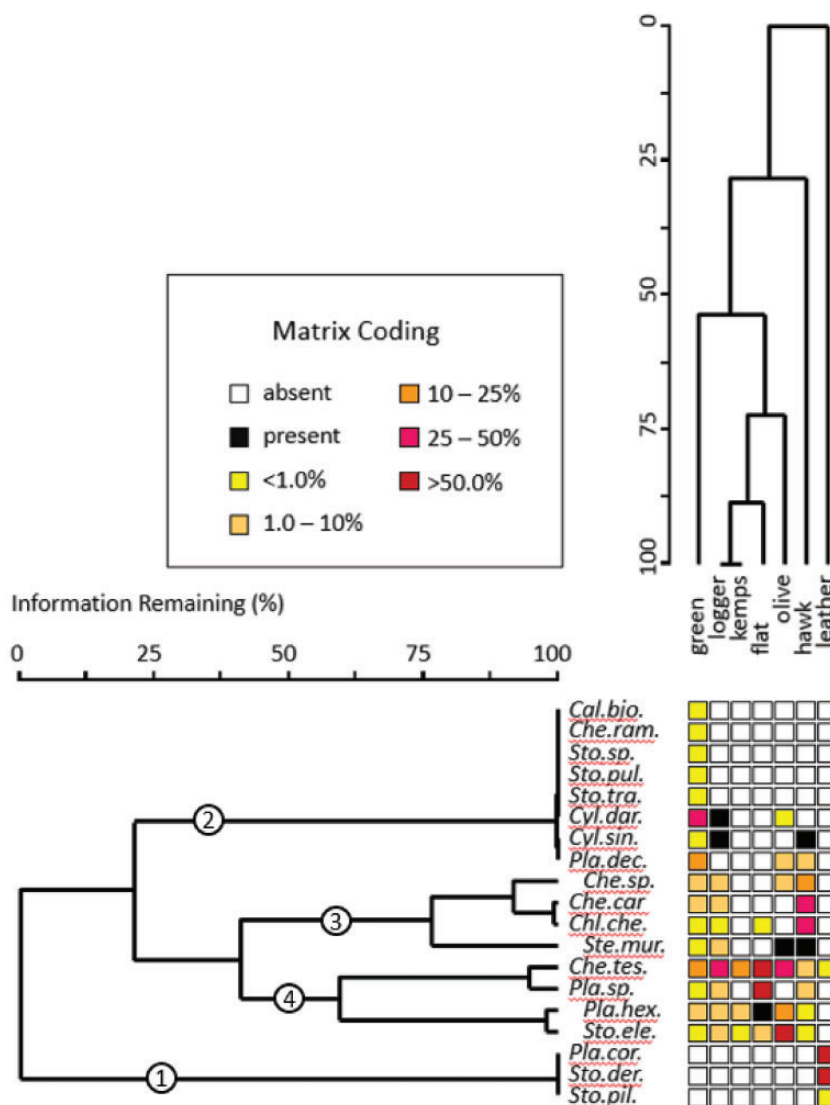 0
25
50
75
100
green
logger
kemps
flat
olive
hawk
leather
Matrix Coding
absent
10 – 25%
present
25 – 50%
<1.0%
>50.0%
1.0 – 10%
Information Remaining (%)
0 25 50 75 100
Cal.bio.
Che.ram.
Sto.sp.
Sto.pul.
Sto.tra.
2 Cyl.dar.
Cyl.sin.
Pla.dec.
Che.sp.
3 Che.car
Chl.che.
Ste.mur.
Che.tes.
4 Pla.sp.
Pla.hex.
Sto.ele.
Pla.cor.
1 Sto.der.
Sto.pil.